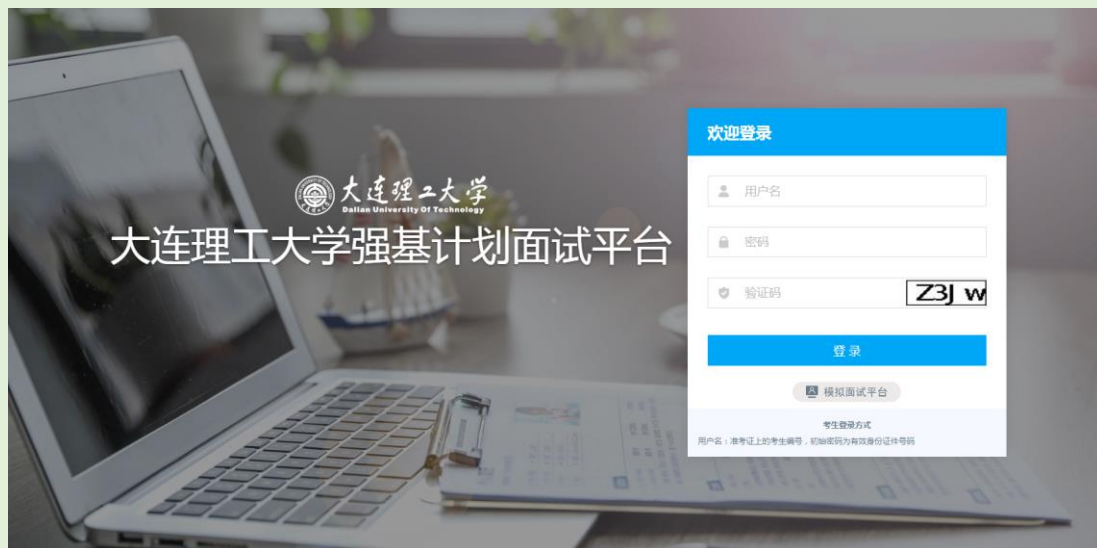 大连理工大学
Dalian University Of Technology
大连理工大学强基计划面试平台
欢迎登录
用户名
密码
验证码
Z3J w
登 录
模拟面试平台
考生登录方式
用户名：准考证上的考生编号，初始密码为有效身份证件号码